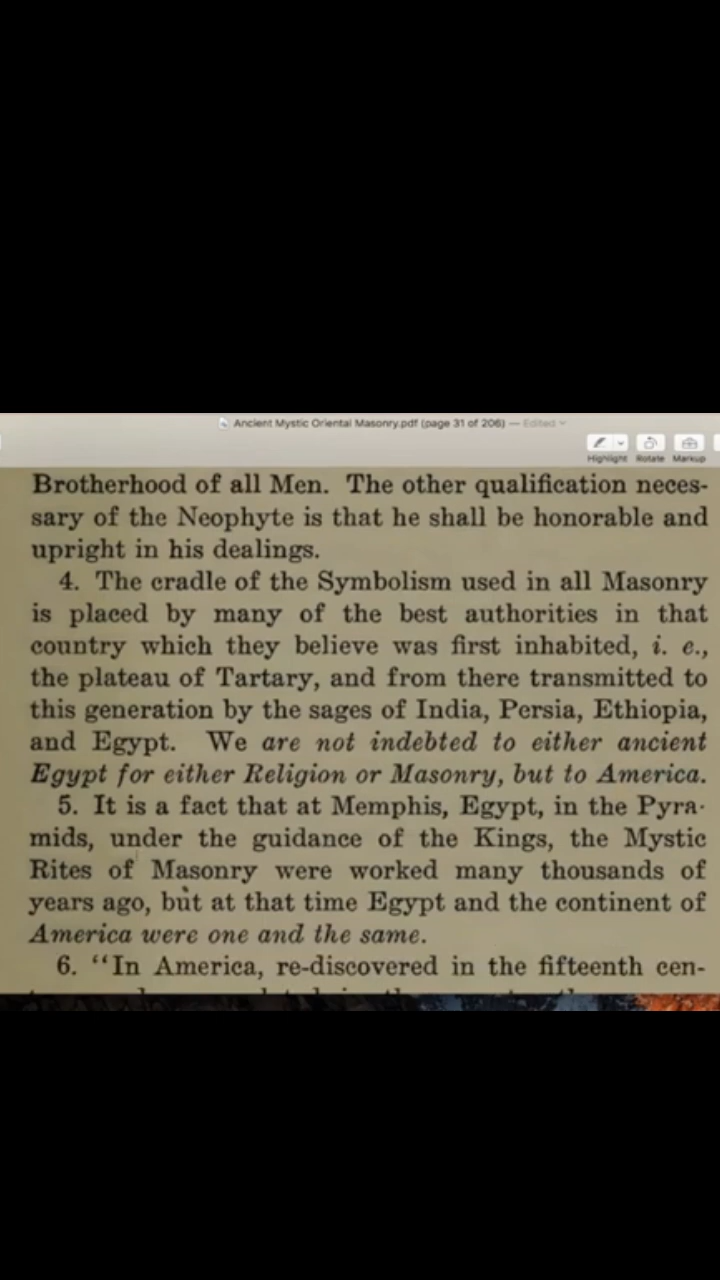 Ancient Mystic Oriental Masonry.pdf (page 31 of 206) — Edited
Highlight Rotate Markup
Brotherhood of all Men. The other qualification neces-
sary of the Neophyte is that he shall be honorable and
upright in his dealings.
4. The cradle of the Symbolism used in all Masonry
is placed by many of the best authorities in that
country which they believe was first inhabited, i. e.,
the plateau of Tartary, and from there transmitted to
this generation by the sages of India, Persia, Ethiopia,
and Egypt. We are not indebted to either ancient
Egypt for either Religion or Masonry, but to America.
5. It is a fact that at Memphis, Egypt, in the Pyra-
mids, under the guidance of the Kings, the Mystic
Rites of Masonry were worked many thousands of
years ago, but at that time Egypt and the continent of
America were one and the same.
6. “In America, re-discovered in the fifteenth cen-